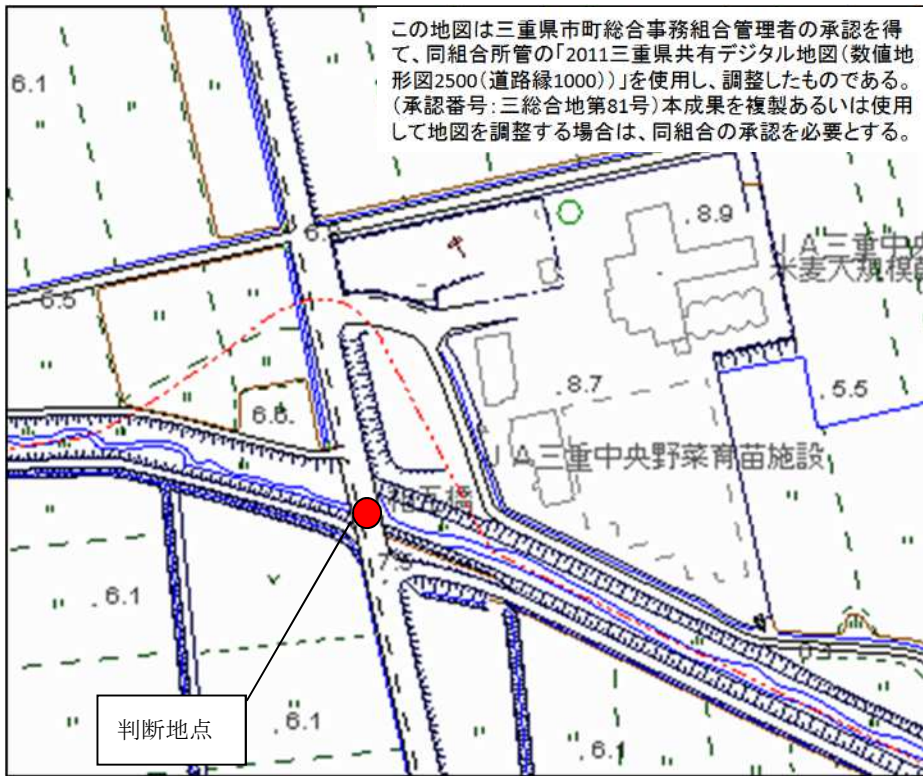 この地図は三重県市町総合事務組合管理者の承認を得
て、同組合所管の「2011三重県共有デジタル地図(数値地
形図2500(道路縁1000))」を使用し、調整したものである。
(承認番号:三総合地第81号)本成果を複製あるいは使用
して地図を調整する場合は、同組合の承認を必要とする。
6.1
.8.9
ＪＡ三重中央
米麦大規模
6.5
.8.7
.5.5
6.6.
ＪＡ三重中央野菜育苗施設
7.5
.6.1
判断地点
.6.1
.6.1